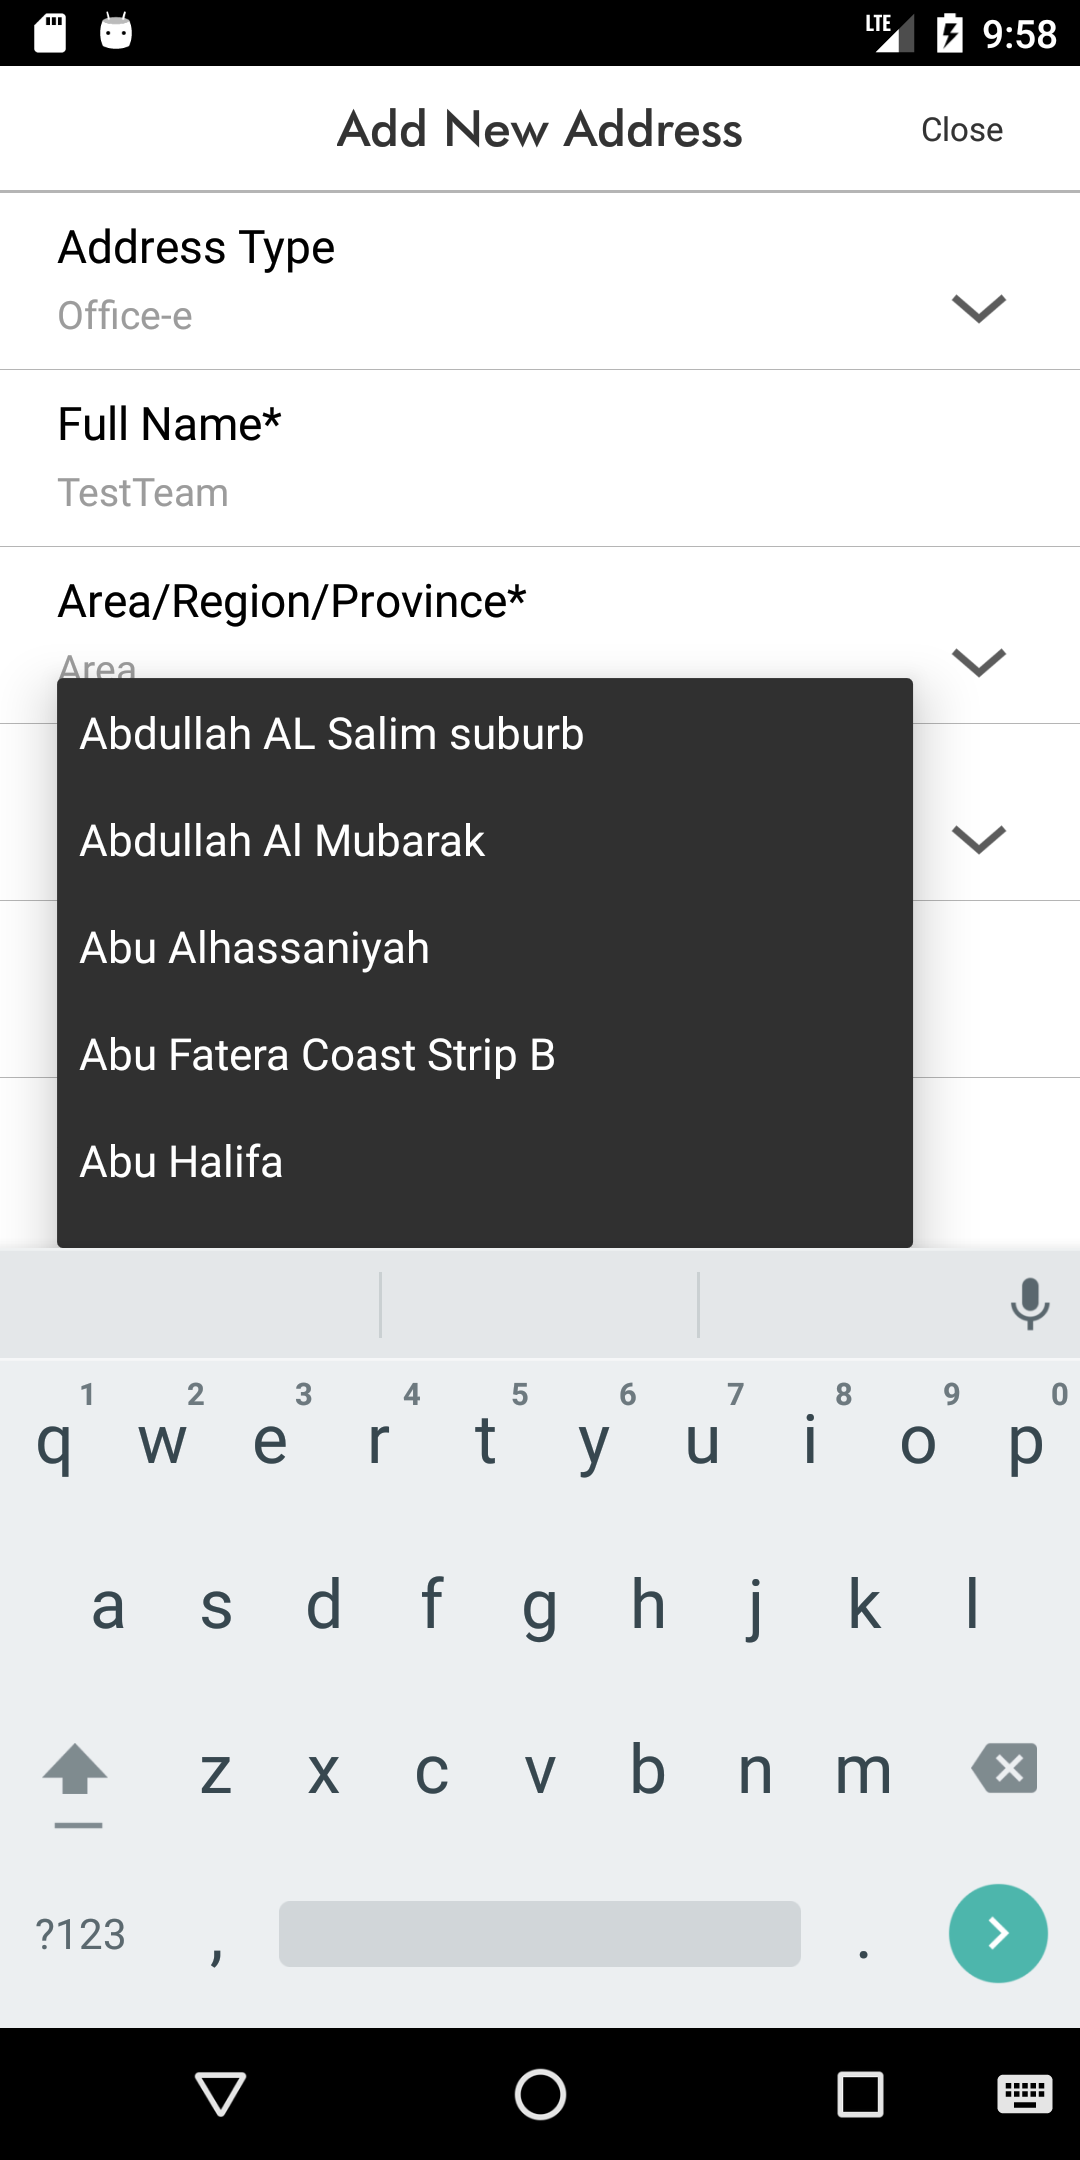 LTE 9:58
Add New Address Close
Address Type
Office-e
Full Name*
TestTeam
Area/Region/Province*
Area
Abdullah AL Salim suburb
Abdullah Al Mubarak
Abu Alhassaniyah
Abu Fatera Coast Strip B
Abu Halifa
1 2 3 4 5 6 7 8 9 0
q w e r t y u i o p
a s d f g h j k l
z x c v b n m
?123 , .